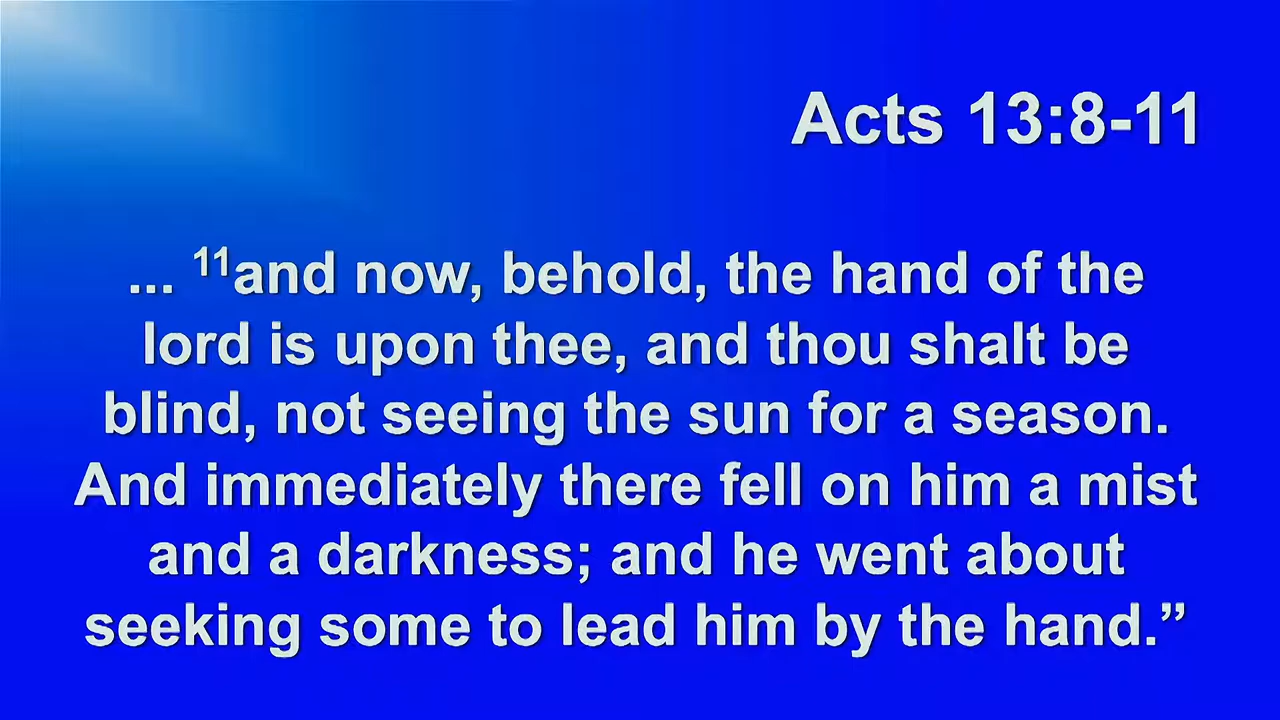 Acts 13:8-11
... ¹¹and now, behold, the hand of the
lord is upon thee, and thou shalt be
blind, not seeing the sun for a season.
And immediately there fell on him a mist
and a darkness; and he went about
seeking some to lead him by the hand.”